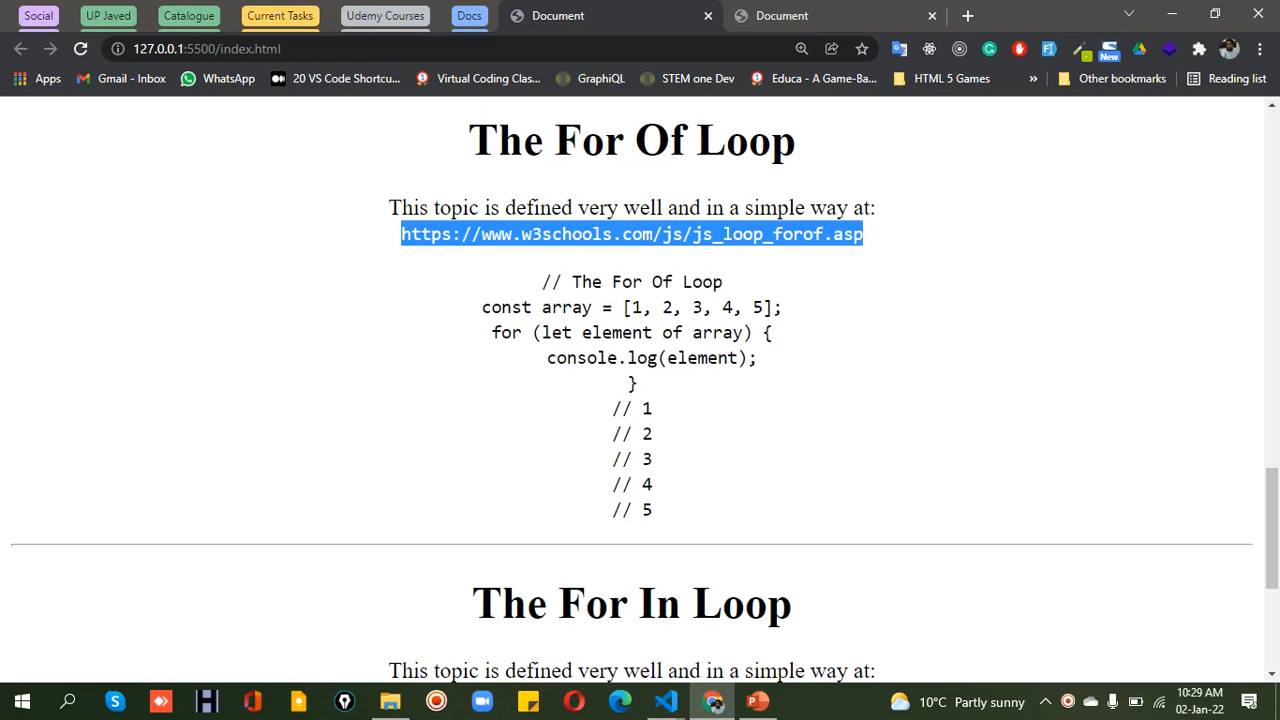 Social
UP Javed
Catalogue
Current Tasks
Udemy Courses
Docs
Document
Document
127.0.0.1:5500/index.html
New
Apps
Gmail - Inbox
WhatsApp
20 VS Code Shortcu...
Virtual Coding Clas...
GraphiQL
STEM one Dev
Educa - A Game-Ba...
HTML 5 Games
»
Other bookmarks
Reading list
The For Of Loop
This topic is defined very well and in a simple way at:
https://www.w3schools.com/js/js_loop_forof.asp
// The For Of Loop
const array = [1, 2, 3, 4, 5];
for (let element of array) {
console.log(element);
}
// 1
// 2
// 3
// 4
// 5
The For In Loop
This topic is defined very well and in a simple way at:
10°C Partly sunny
10:29 AM
02-Jan-22